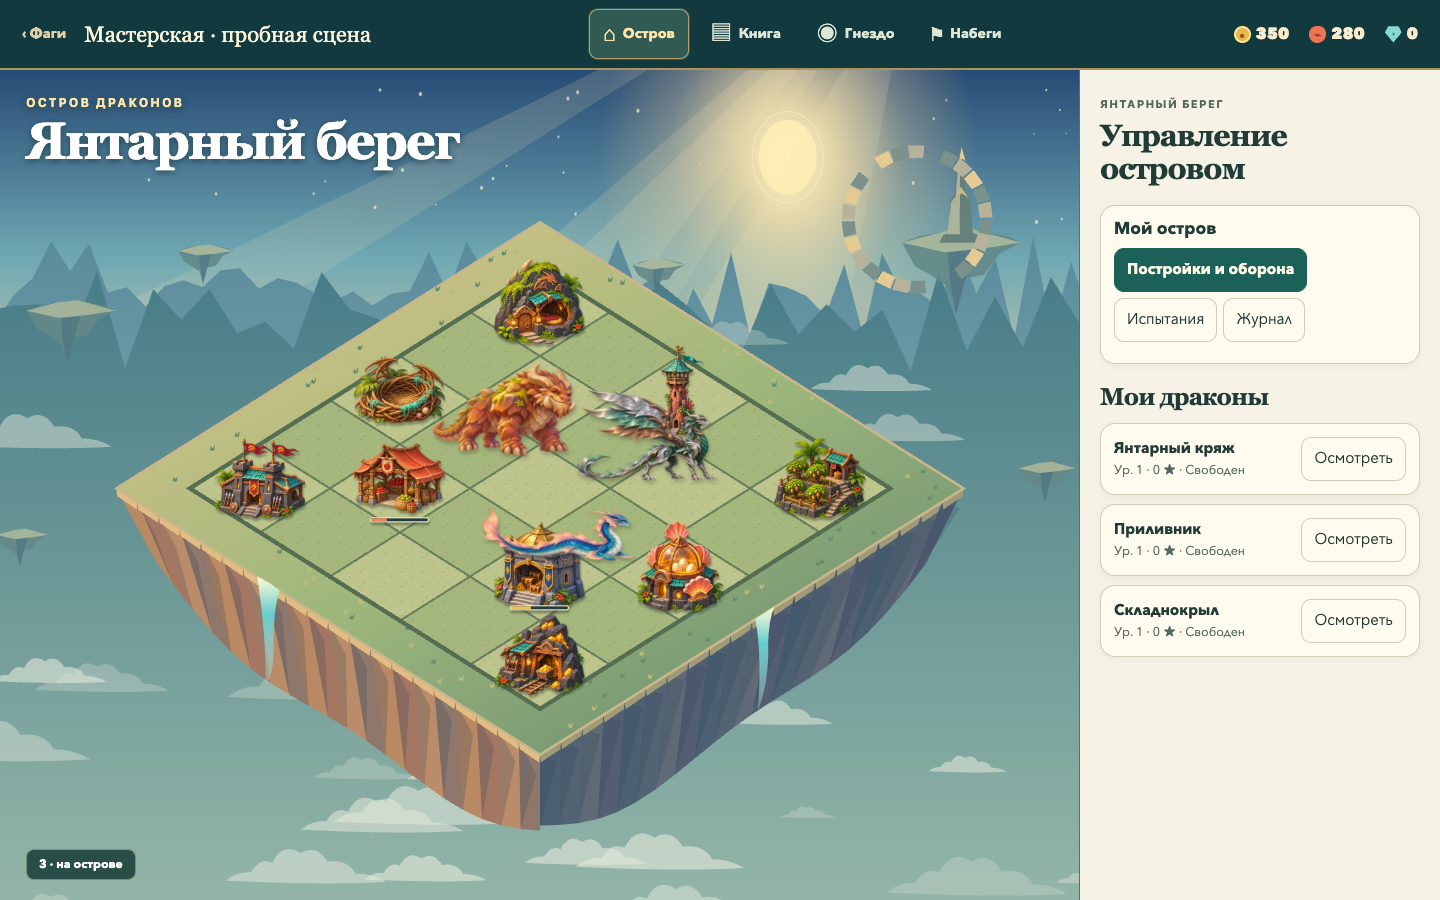 ‹ Фаги
Мастерская · пробная сцена
Остров
Книга
Гнездо
Набеги
350
280
0
ОСТРОВ ДРАКОНОВ
Янтарный берег
3 · на острове
ЯНТАРНЫЙ БЕРЕГ
Управление
островом
Мой остров
Постройки и оборона
Испытания
Журнал
Мои драконы
Янтарный кряж
Ур. 1 · 0 ★ · Свободен
Осмотреть
Приливник
Ур. 1 · 0 ★ · Свободен
Осмотреть
Складнокрыл
Ур. 1 · 0 ★ · Свободен
Осмотреть